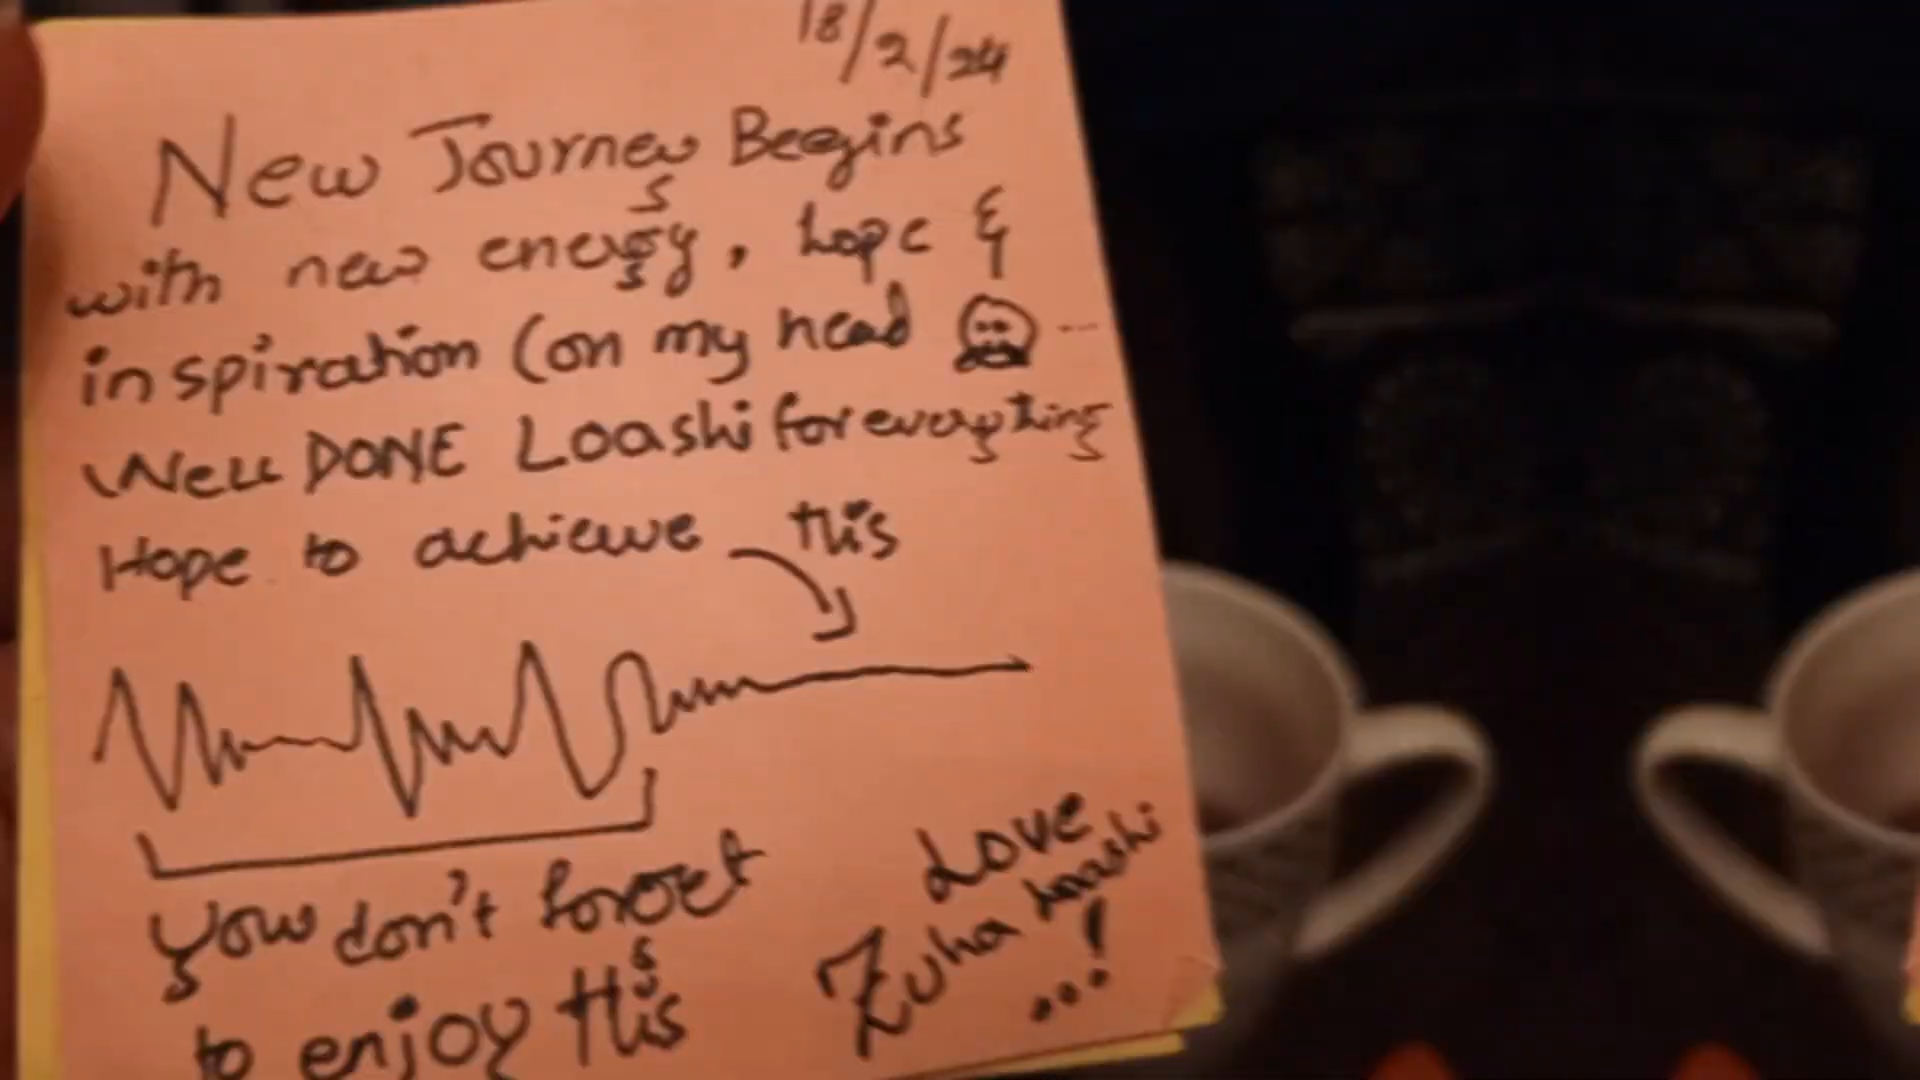 18/2/24
New Journey Begins
with new energy, hope &
inspiration (on my head
Well DONE Loashi for everything
Hope to achieve this
You don't forget
to enjoy this
Love
Zuha Loashi
...!